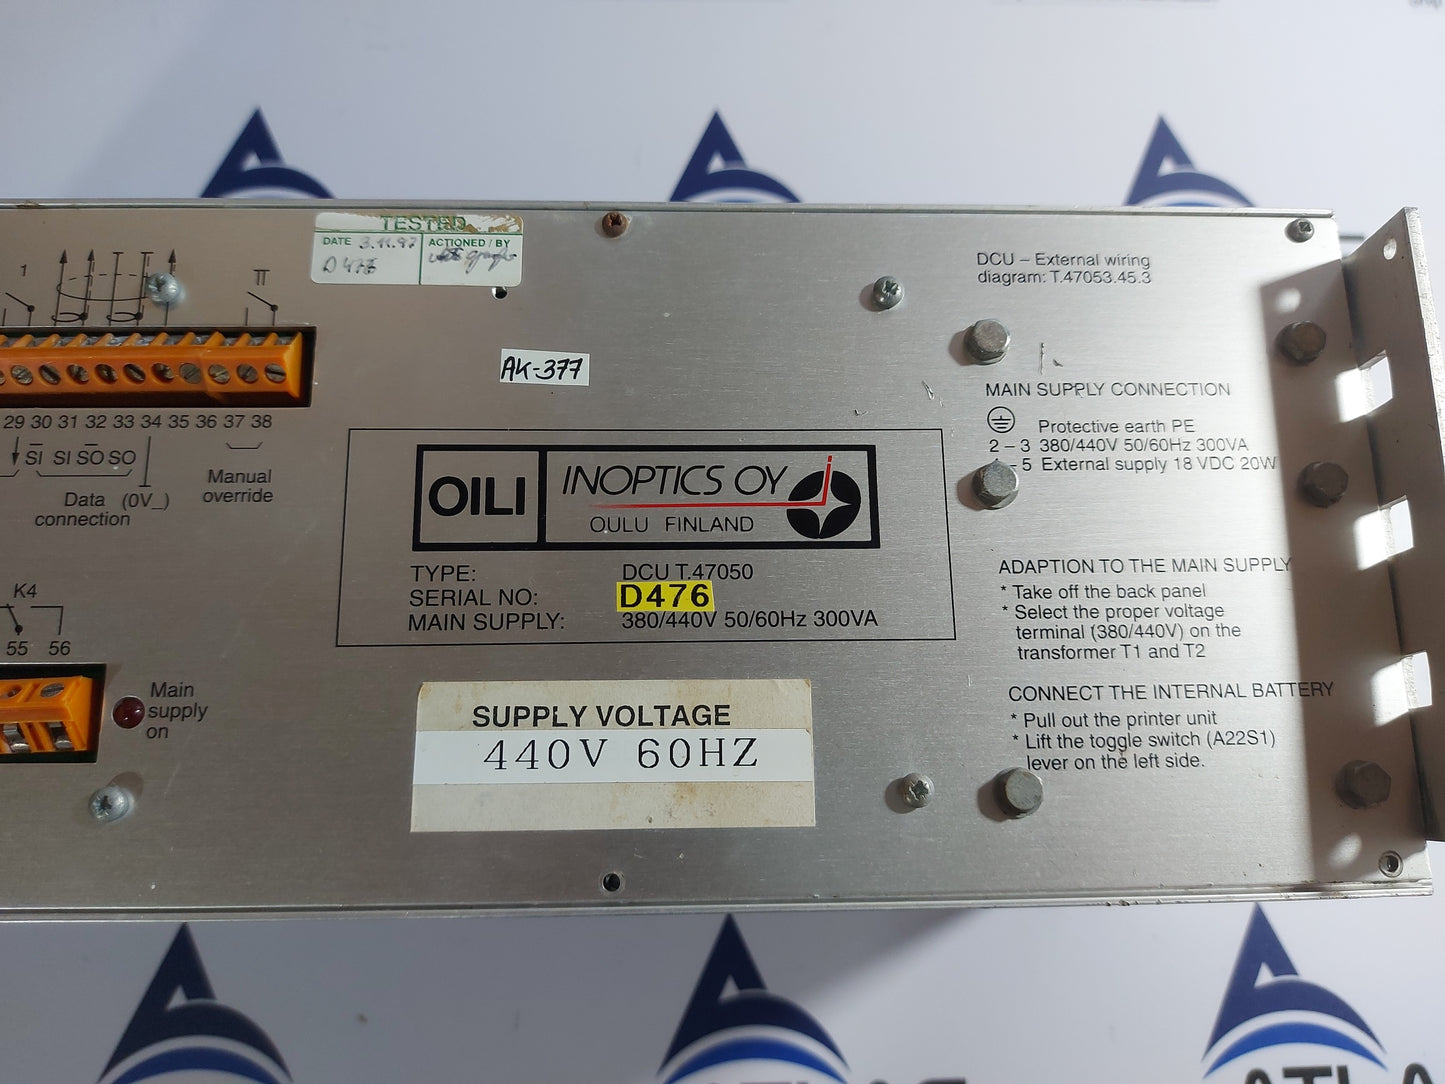 TESTED
DATE 3.11.97
D476
ACTIONED / BY
1
AK-377
29 30 31 32 33 34 35 36 37 38
SI SI SO SO
Data (0V_)
connection
Manual
override
K4
55 56
Main
supply
on
OILI
INOPTICS OY
OULU FINLAND
TYPE: DCU T.47050
SERIAL NO: D476
MAIN SUPPLY: 380/440V 50/60Hz 300VA
SUPPLY VOLTAGE
440V 60HZ
DCU – External wiring
diagram: T.47053.45.3
MAIN SUPPLY CONNECTION
Protective earth PE
2 – 3 380/440V 50/60Hz 300VA
– 5 External supply 18 VDC 20W
ADAPTION TO THE MAIN SUPPLY
* Take off the back panel
* Select the proper voltage
terminal (380/440V) on the
transformer T1 and T2
CONNECT THE INTERNAL BATTERY
* Pull out the printer unit
* Lift the toggle switch (A22S1)
lever on the left side.